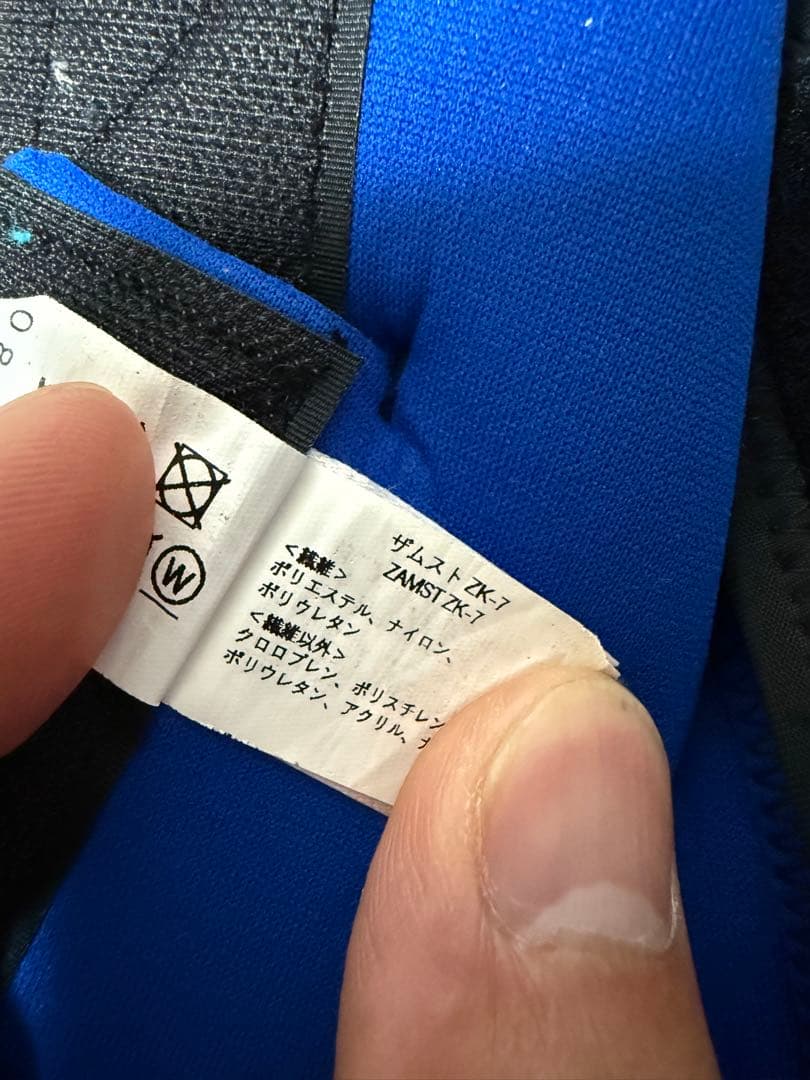 ザムスト ZK-7
ZAMST ZK-7
<繊維>
ポリエステル、ナイロン、
ポリウレタン
<繊維以外>
クロロプレン、ポリスチレン
ポリウレタン、アクリル、ナ
W